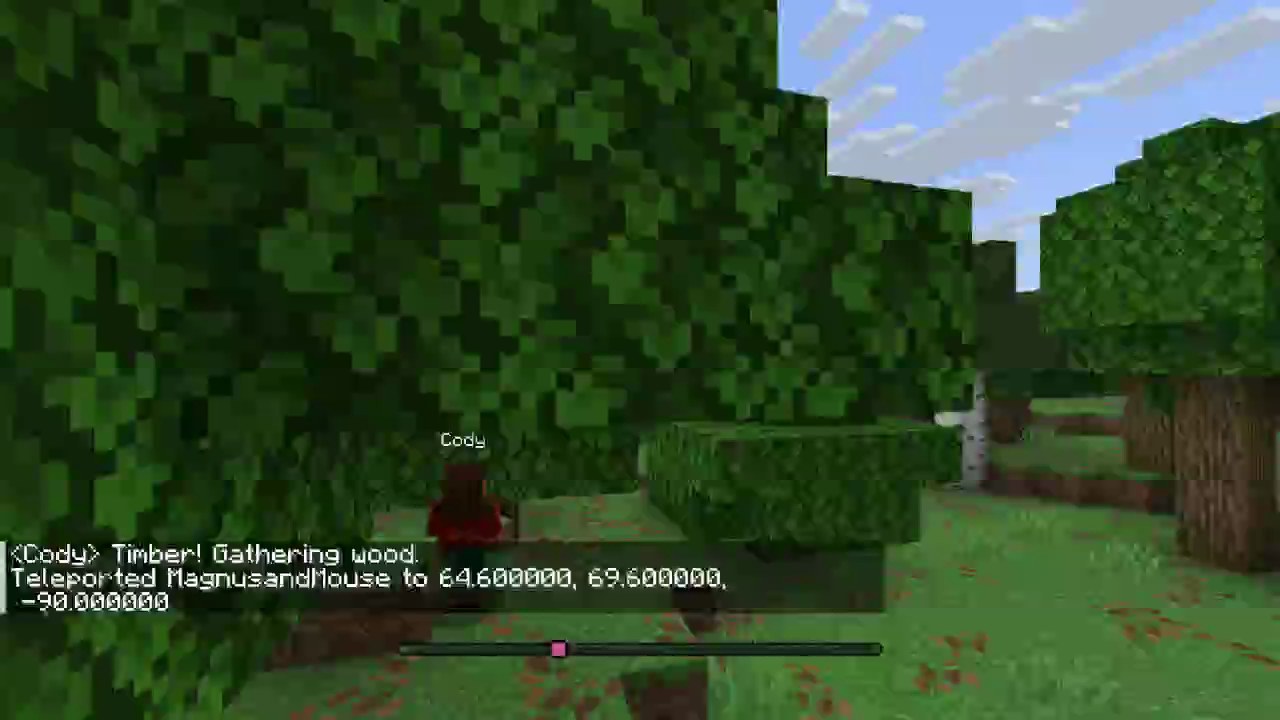 Cody
<Cody> Timber! Gathering wood.
Teleported MagnusandMouse to 64.600000, 69.600000,
-90.000000